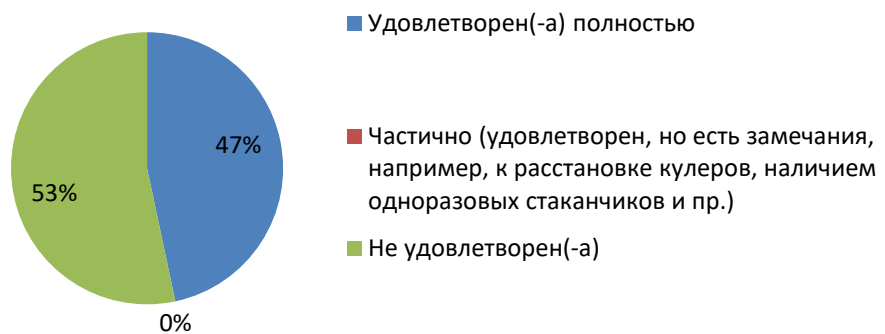 Удовлетворен(-а) полностью
47%
Частично (удовлетворен, но есть замечания,
например, к расстановке кулеров, наличием
одноразовых стаканчиков и пр.)
53%
Не удовлетворен(-а)
0%